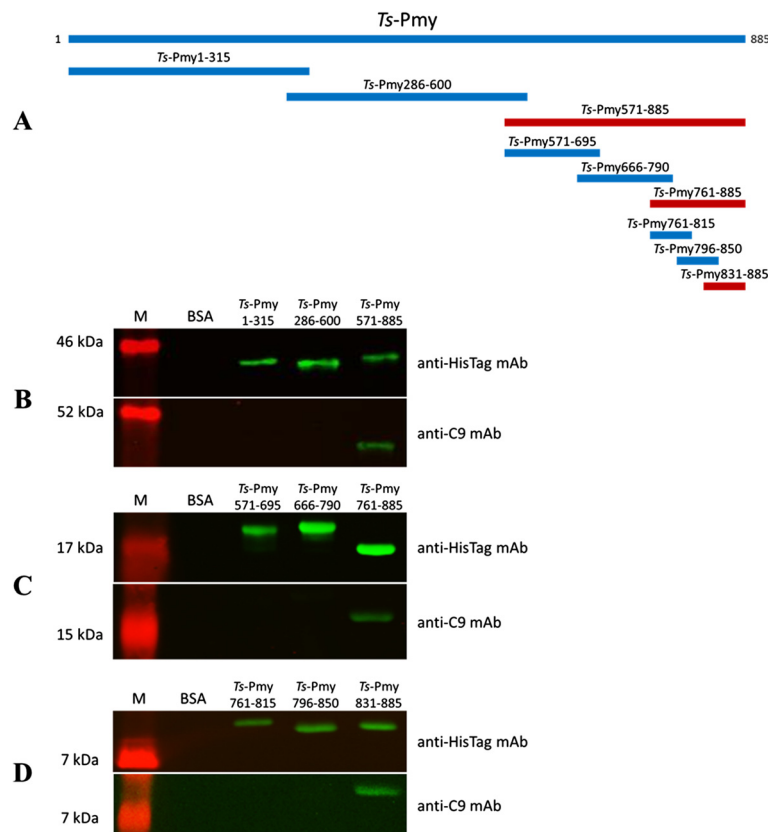 Ts-Pmy
1 885
Ts-Pmy1-315
Ts-Pmy286-600
A
Ts-Pmy571-885
Ts-Pmy571-695
Ts-Pmy666-790
Ts-Pmy761-885
Ts-Pmy761-815
Ts-Pmy796-850
Ts-Pmy831-885
M BSA Ts-Pmy 1-315 Ts-Pmy 286-600 Ts-Pmy 571-885
46 kDa
anti-HisTag mAb
B
52 kDa
anti-C9 mAb
M BSA Ts-Pmy 571-695 Ts-Pmy 666-790 Ts-Pmy 761-885
17 kDa
anti-HisTag mAb
C
15 kDa
anti-C9 mAb
M BSA Ts-Pmy 761-815 Ts-Pmy 796-850 Ts-Pmy 831-885
anti-HisTag mAb
7 kDa
D
anti-C9 mAb
7 kDa